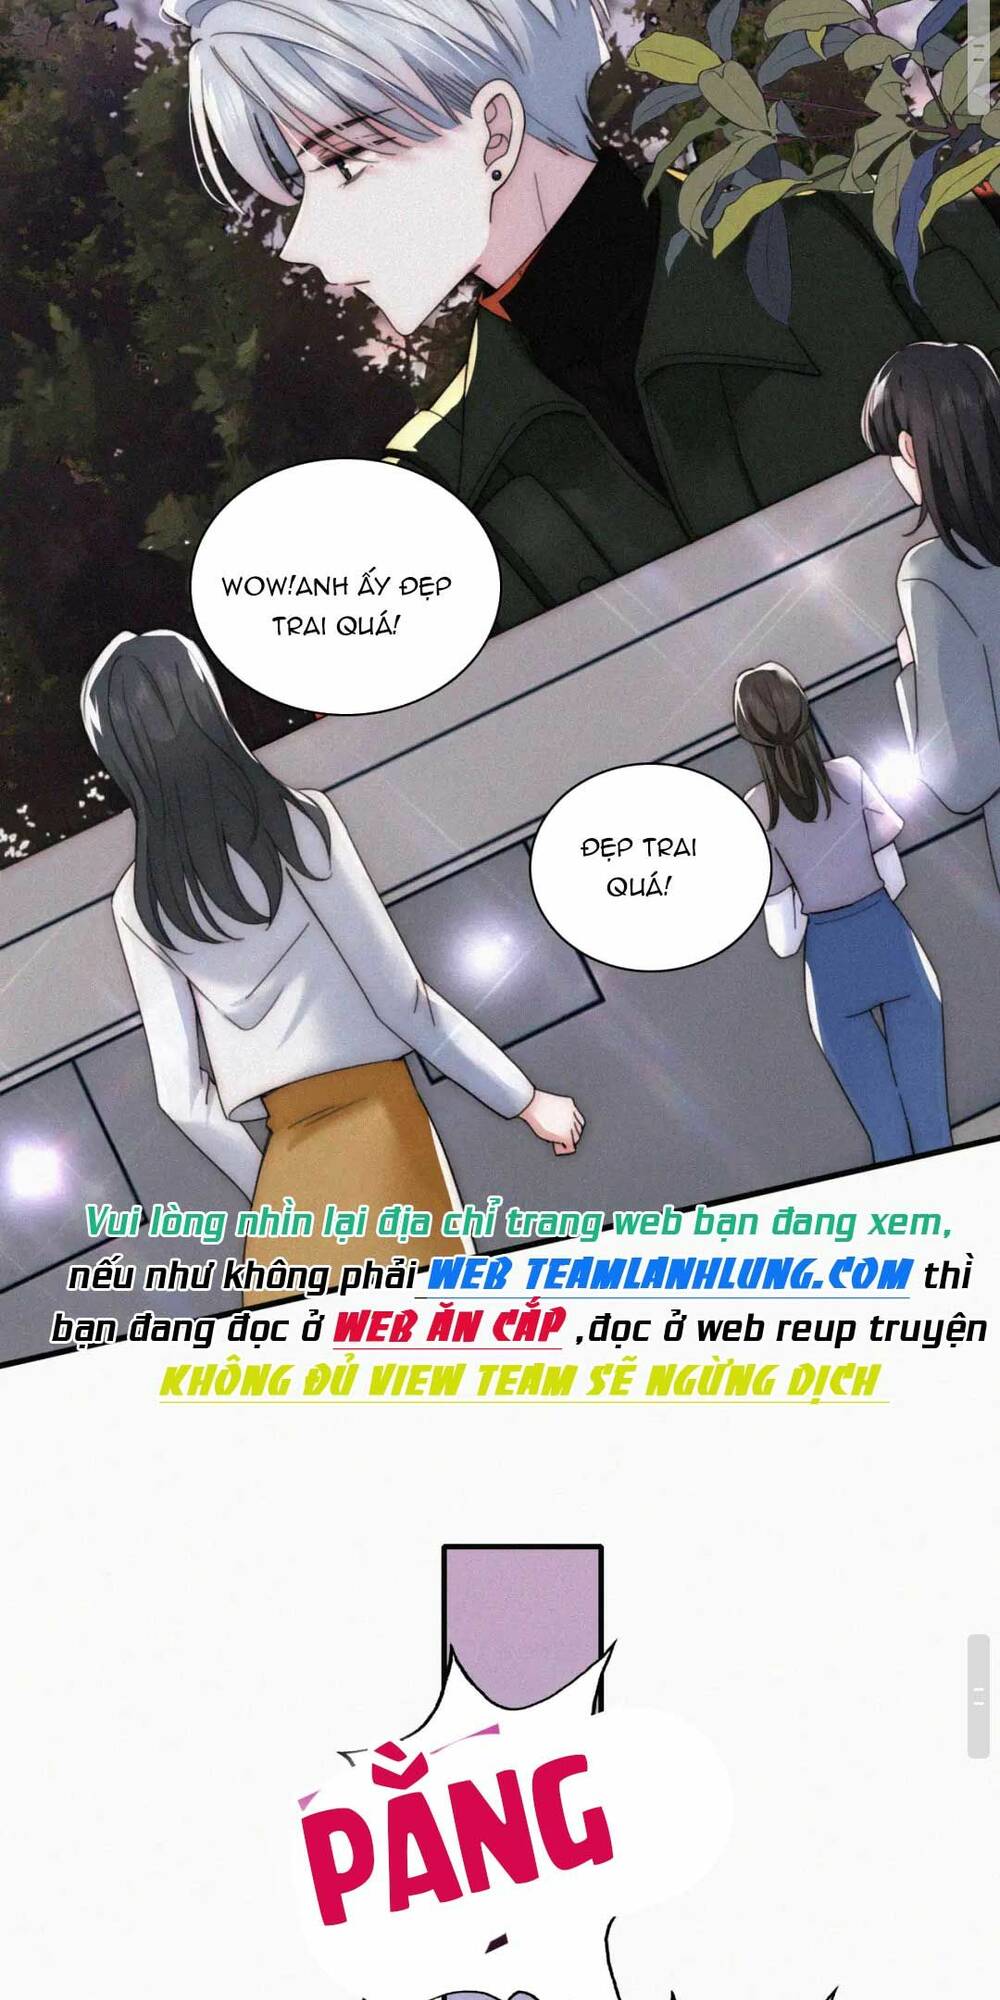 WOW!ANH ẤY ĐẸP
TRAI QUÁ!
ĐẸP TRAI
QUÁ!
Vui lòng nhìn lại địa chỉ trang web bạn đang xem,
nếu như không phải WEB TEAMLANHLUNG.COM thì
bạn đang đọc ở WEB ĂN CẮP ,đọc ở web reup truyện
KHÔNG ĐỦ VIEW TEAM SẼ NGỪNG DỊCH
PẰNG